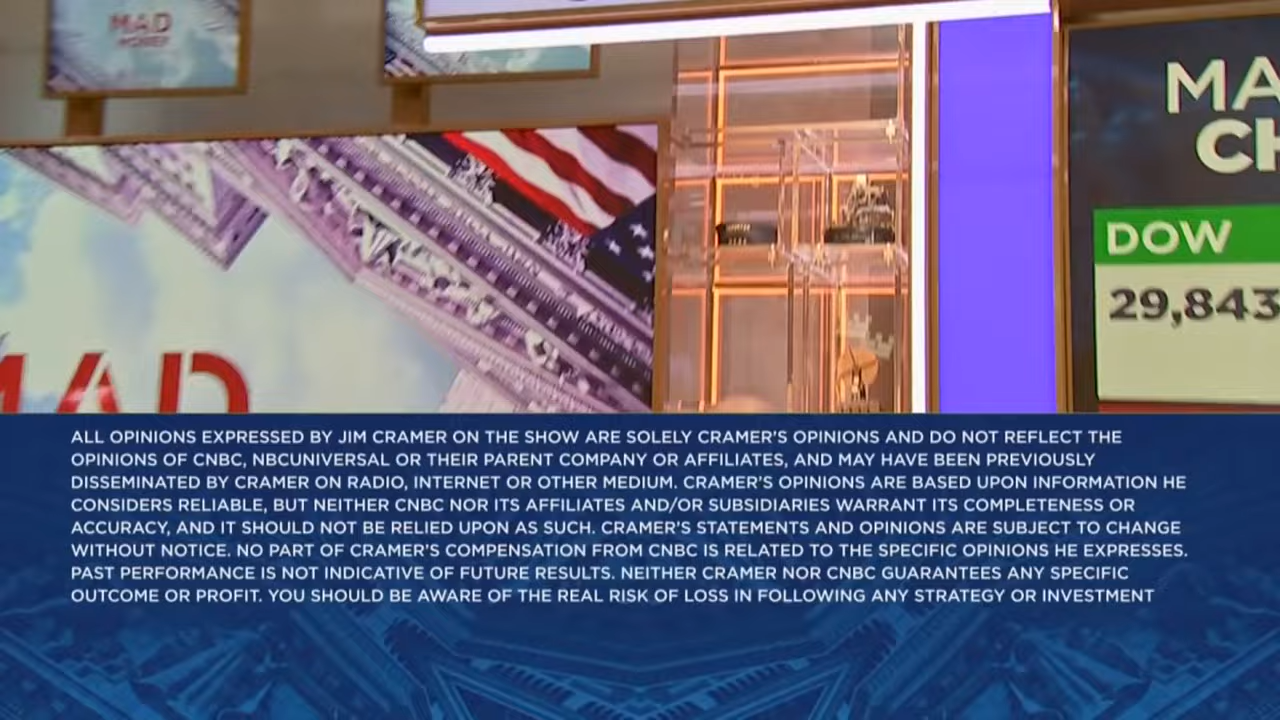 MAD
MONEY
MA
CH
DOW
29,843
MAD
ALL OPINIONS EXPRESSED BY JIM CRAMER ON THE SHOW ARE SOLELY CRAMER'S OPINIONS AND DO NOT REFLECT THE
OPINIONS OF CNBC, NBCUNIVERSAL OR THEIR PARENT COMPANY OR AFFILIATES, AND MAY HAVE BEEN PREVIOUSLY
DISSEMINATED BY CRAMER ON RADIO, INTERNET OR OTHER MEDIUM. CRAMER'S OPINIONS ARE BASED UPON INFORMATION HE
CONSIDERS RELIABLE, BUT NEITHER CNBC NOR ITS AFFILIATES AND/OR SUBSIDIARIES WARRANT ITS COMPLETENESS OR
ACCURACY, AND IT SHOULD NOT BE RELIED UPON AS SUCH. CRAMER'S STATEMENTS AND OPINIONS ARE SUBJECT TO CHANGE
WITHOUT NOTICE. NO PART OF CRAMER'S COMPENSATION FROM CNBC IS RELATED TO THE SPECIFIC OPINIONS HE EXPRESSES.
PAST PERFORMANCE IS NOT INDICATIVE OF FUTURE RESULTS. NEITHER CRAMER NOR CNBC GUARANTEES ANY SPECIFIC
OUTCOME OR PROFIT. YOU SHOULD BE AWARE OF THE REAL RISK OF LOSS IN FOLLOWING ANY STRATEGY OR INVESTMENT